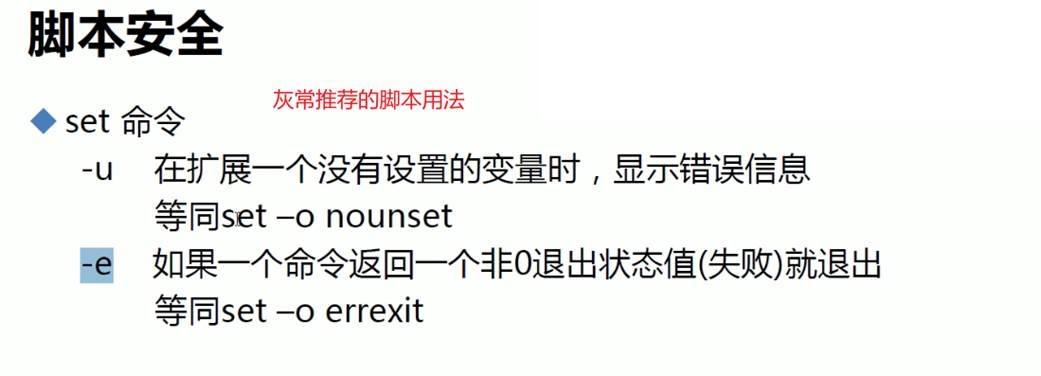 脚本安全
灰常推荐的脚本用法
set 命令
-u 在扩展一个没有设置的变量时，显示错误信息
等同set –o nounset
-e 如果一个命令返回一个非0退出状态值(失败)就退出
等同set –o errexit